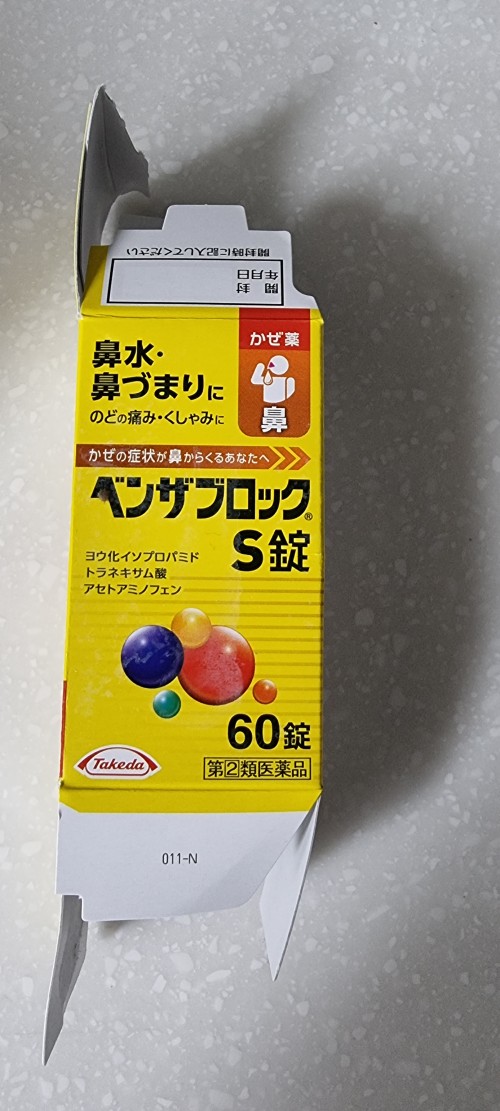 開封時に記入してください
開　封
年月日
かぜ薬
鼻
鼻水・
鼻づまりに
のどの痛み・くしゃみに
かぜの症状が鼻からくるあなたへ
ベンザブロック®
S錠
ヨウ化イソプロパミド
トラネキサム酸
アセトアミノフェン
60錠
Takeda
指②類医薬品
011-N